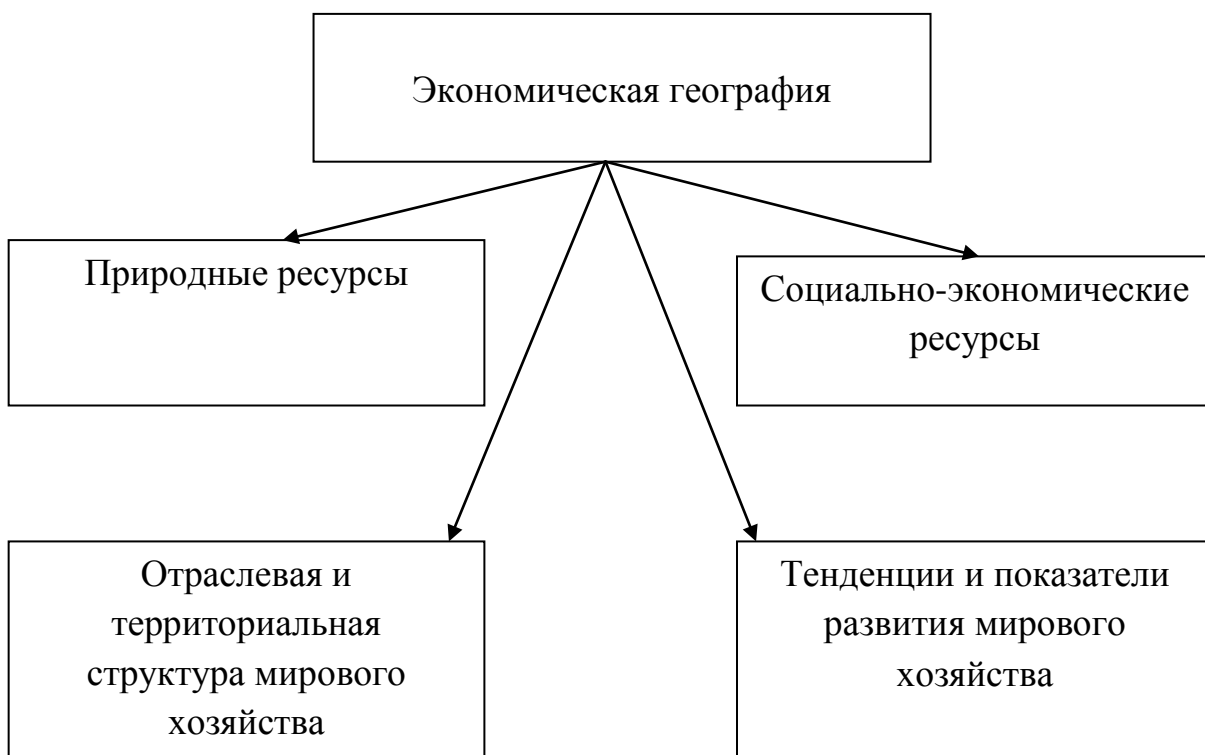 Экономическая география
Природные ресурсы
Социально-экономические
ресурсы
Отраслевая и
территориальная
структура мирового
хозяйства
Тенденции и показатели
развития мирового
хозяйства